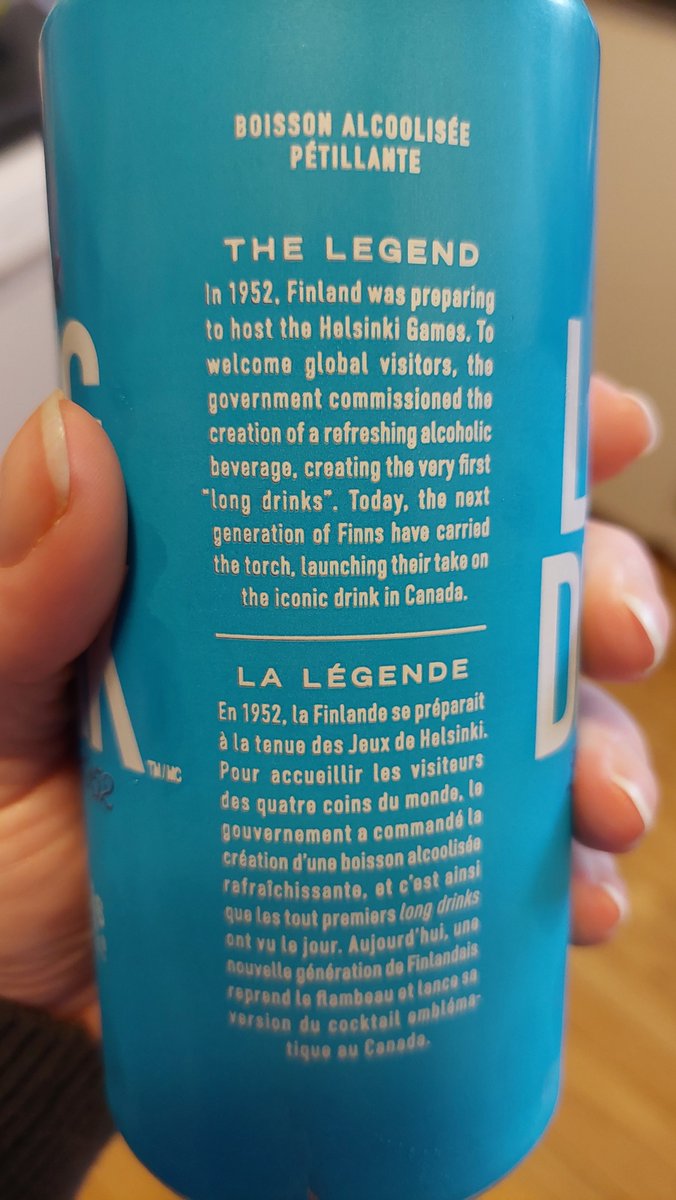 BOISSON ALCOOLISÉE
PÉTILLANTE
THE LEGEND
In 1952, Finland was preparing
to host the Helsinki Games. To
welcome global visitors, the
government commissioned the
creation of a refreshing alcoholic
beverage, creating the very first
"long drinks". Today, the next
generation of Finns have carried
the torch, launching their take on
the iconic drink in Canada.
LA LÉGENDE
En 1952, la Finlande se préparait
à la tenue des Jeux de Helsinki.
Pour accueillir les visiteurs
des quatre coins du monde, le
gouvernement a commandé la
création d'une boisson alcoolisée
rafraîchissante, et c'est ainsi
que les tout premiers long drinks
ont vu le jour. Aujourd'hui, une
nouvelle génération de Finlandais
reprend le flambeau et lance sa
version du cocktail embléma-
tique au Canada.
TM/MC